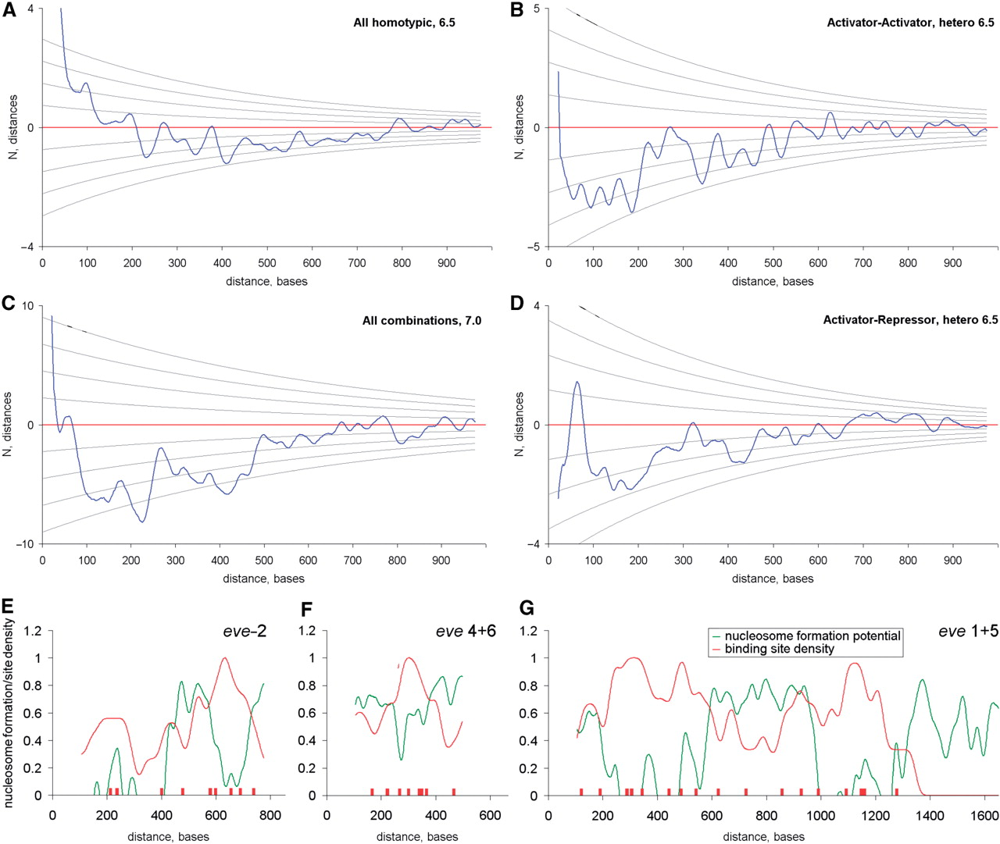 A
All homotypic, 6.5
4
0
−4
N, distances
0 100 200 300 400 500 600 700 800 900
distance, bases
B
Activator-Activator, hetero 6.5
5
0
−5
N, distances
0 100 200 300 400 500 600 700 800 900
distance, bases
C
All combinations, 7.0
10
0
−10
N, distances
0 100 200 300 400 500 600 700 800 900
distance, bases
D
Activator-Repressor, hetero 6.5
4
0
−4
N, distances
0 100 200 300 400 500 600 700 800 900
distance, bases
E
eve−2
nucleosome formation/site density
1.2
1
0.8
0.6
0.4
0.2
0
0 200 400 600 800
distance, bases
F
eve 4+6
1.2
1
0.8
0.6
0.4
0.2
0
0 200 400 600
distance, bases
G
eve 1+5
nucleosome formation potential
binding site density
1.2
1
0.8
0.6
0.4
0.2
0
0 200 400 600 800 1000 1200 1400 1600
distance, bases